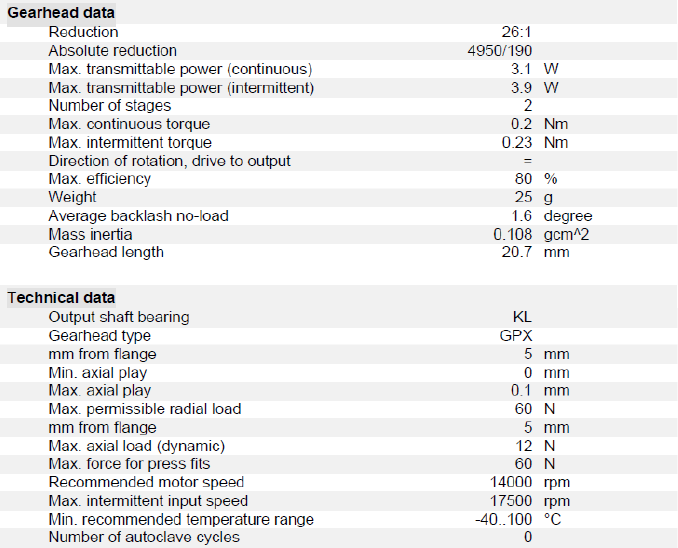 Gearhead data
Reduction 26:1
Absolute reduction 4950/190
Max. transmittable power (continuous) 3.1 W
Max. transmittable power (intermittent) 3.9 W
Number of stages 2
Max. continuous torque 0.2 Nm
Max. intermittent torque 0.23 Nm
Direction of rotation, drive to output =
Max. efficiency 80 %
Weight 25 g
Average backlash no-load 1.6 degree
Mass inertia 0.108 gcm^2
Gearhead length 20.7 mm
Technical data
Output shaft bearing KL
Gearhead type GPX
mm from flange 5 mm
Min. axial play 0 mm
Max. axial play 0.1 mm
Max. permissible radial load 60 N
mm from flange 5 mm
Max. axial load (dynamic) 12 N
Max. force for press fits 60 N
Recommended motor speed 14000 rpm
Max. intermittent input speed 17500 rpm
Min. recommended temperature range -40..100 °C
Number of autoclave cycles 0